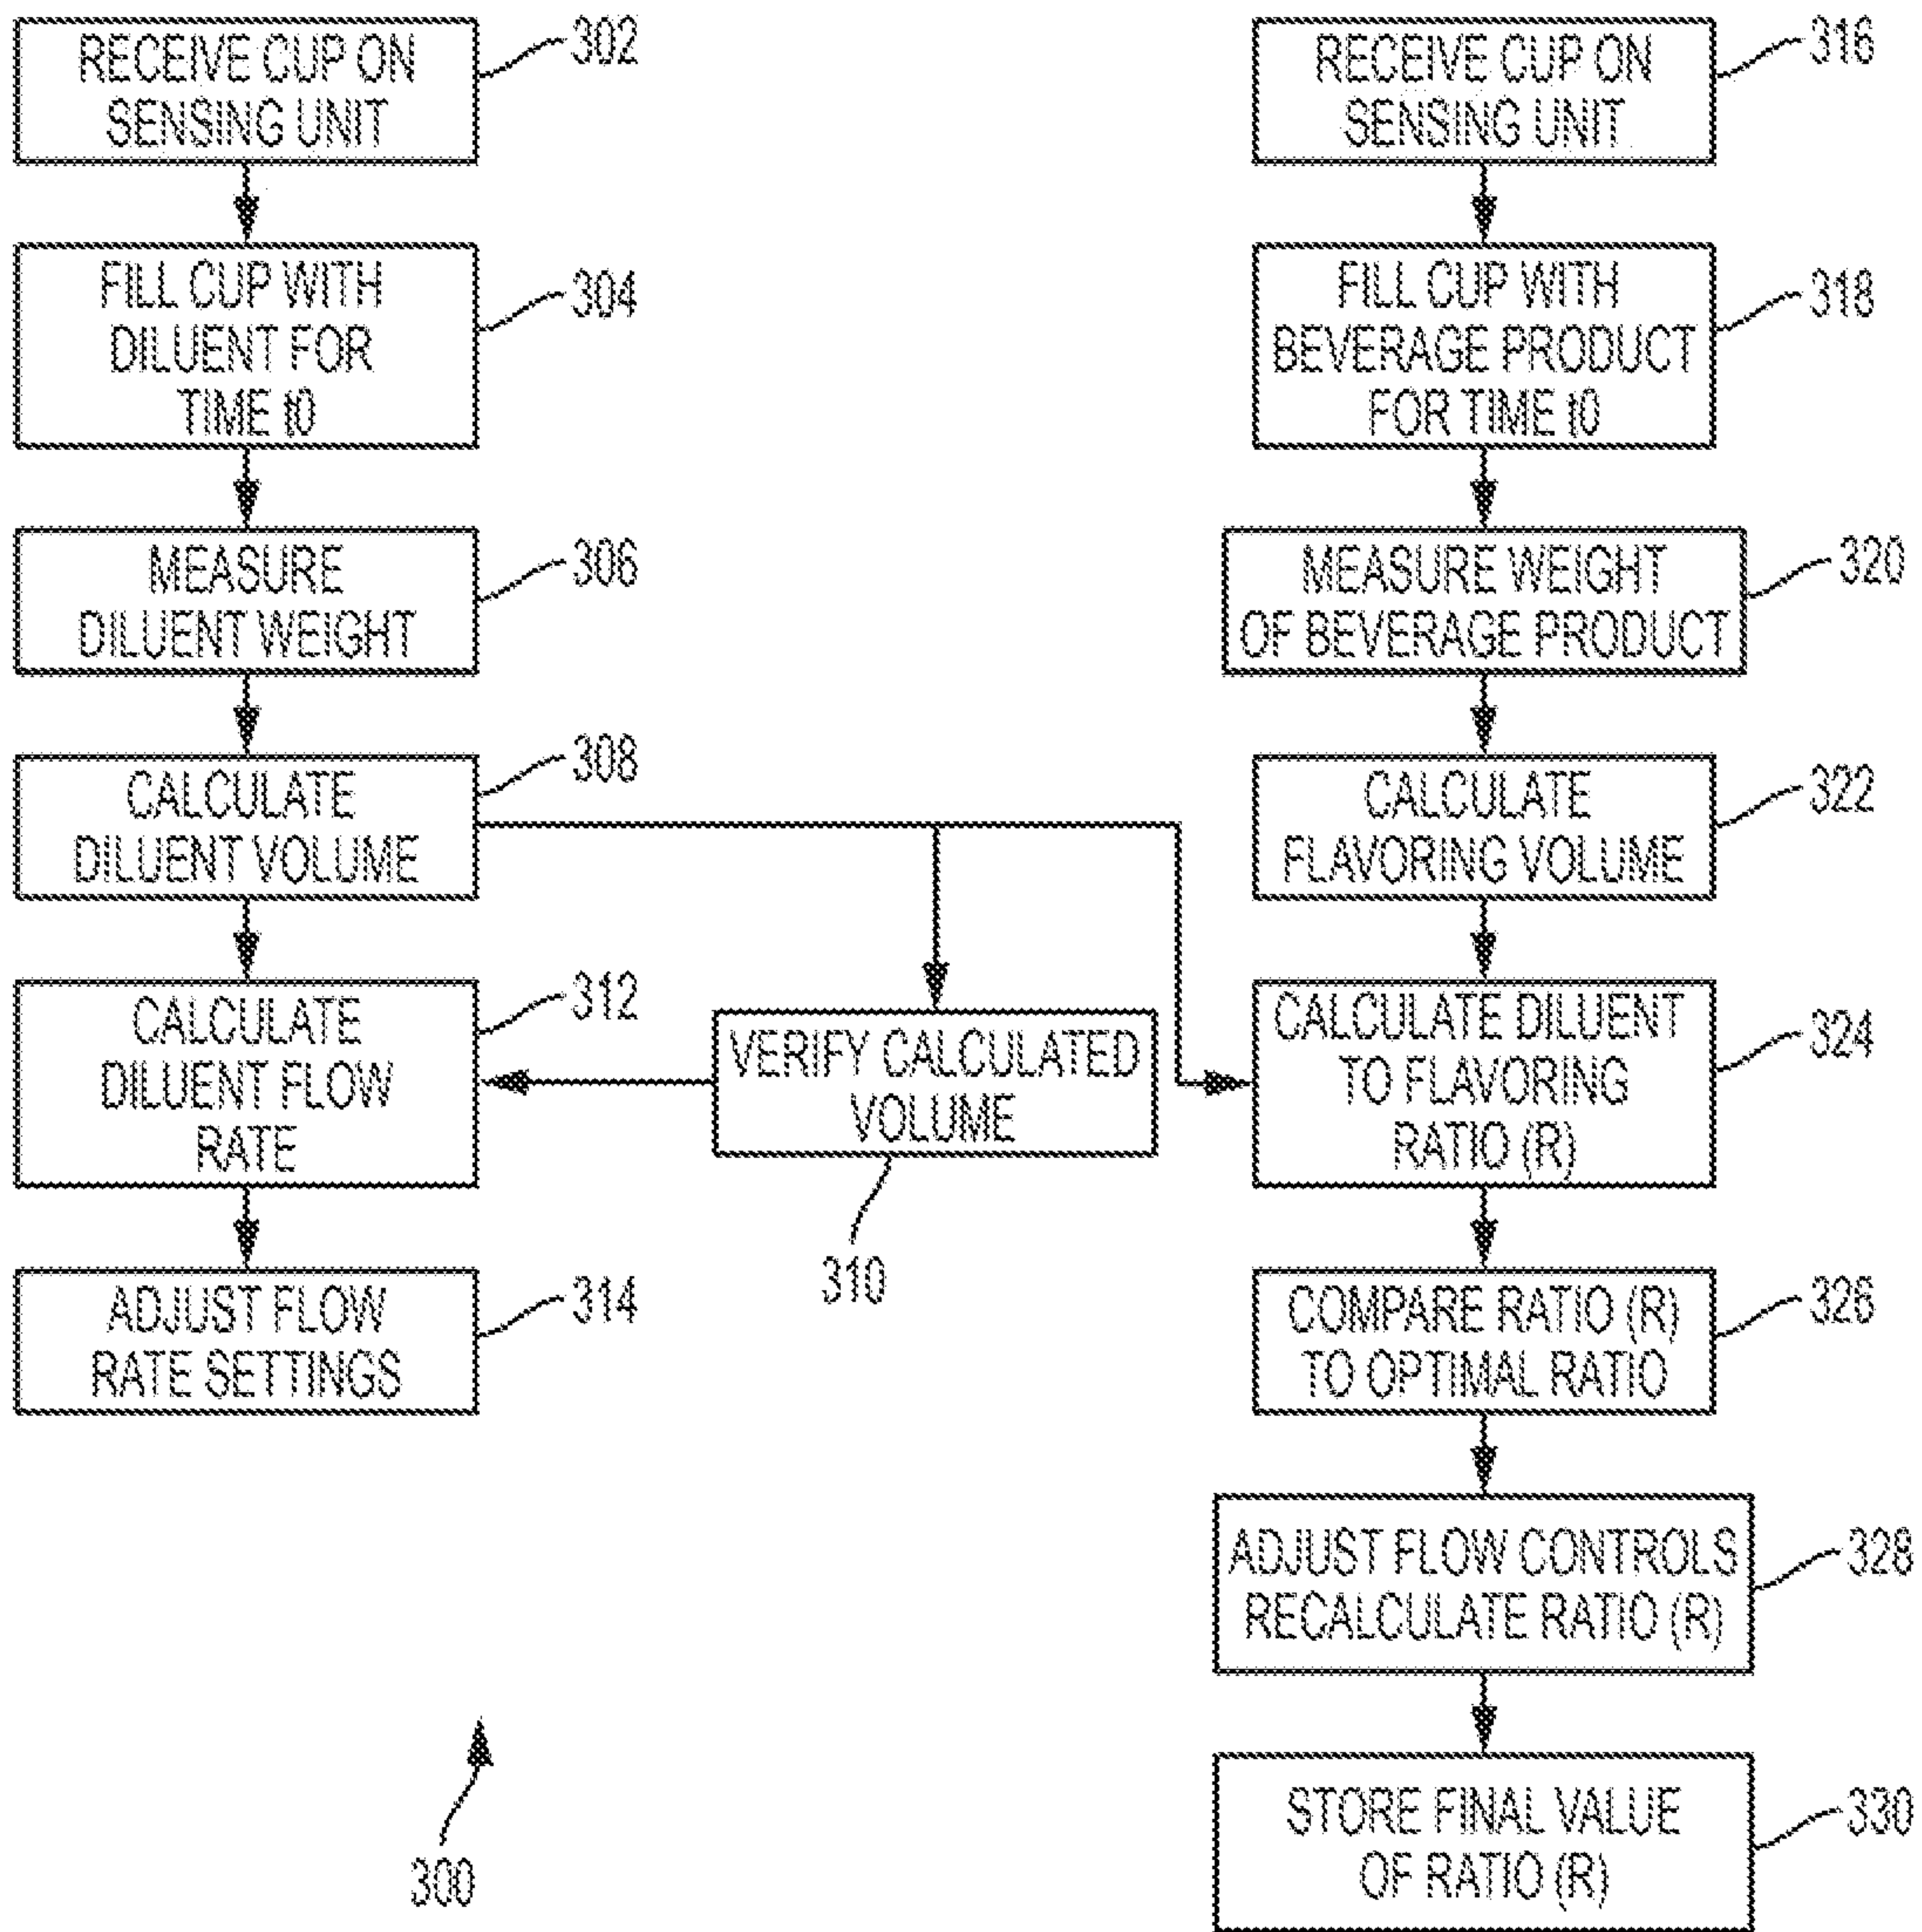 RECEIVE CUP ON
SENSING UNIT
302
FILL CUP WITH
DILUENT FOR
TIME t0
304
MEASURE
DILUENT WEIGHT
306
CALCULATE
DILUENT VOLUME
308
CALCULATE
DILUENT FLOW
RATE
312
ADJUST FLOW
RATE SETTINGS
314
VERIFY CALCULATED
VOLUME
310
300
RECEIVE CUP ON
SENSING UNIT
316
FILL CUP WITH
BEVERAGE PRODUCT
FOR TIME t0
318
MEASURE WEIGHT
OF BEVERAGE PRODUCT
320
CALCULATE
FLAVORING VOLUME
322
CALCULATE DILUENT
TO FLAVORING
RATIO (R)
324
COMPARE RATIO (R)
TO OPTIMAL RATIO
326
ADJUST FLOW CONTROLS
RECALCULATE RATIO (R)
328
STORE FINAL VALUE
OF RATIO (R)
330